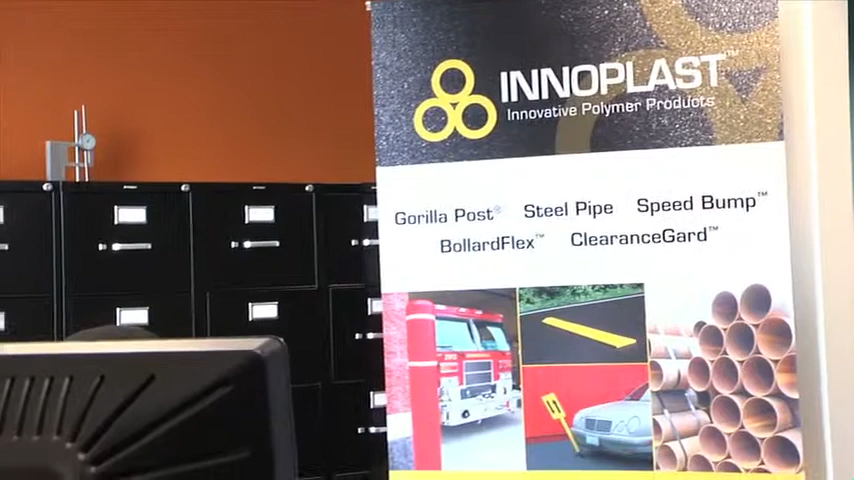 INNOPLAST™
Innovative Polymer Products
Gorilla Post® Steel Pipe Speed Bump™
BollardFlex™ ClearanceGard™